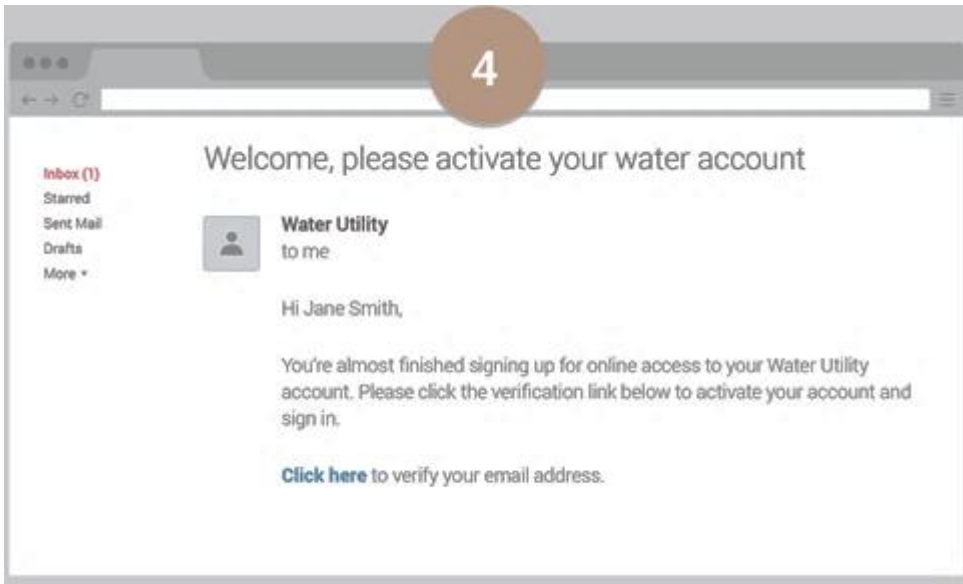 4
Welcome, please activate your water account
Inbox (1)
Starred
Sent Mail
Drafts
More
Water Utility
to me
Hi Jane Smith,
You're almost finished signing up for online access to your Water Utility
account. Please click the verification link below to activate your account and
sign in.
Click here to verify your email address.